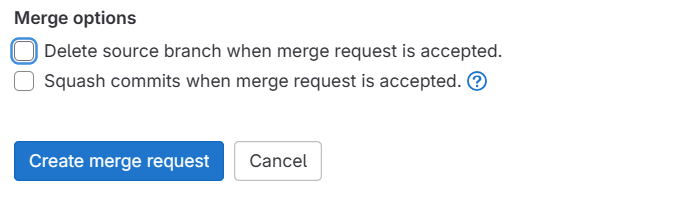 Merge options
Delete source branch when merge request is accepted.
Squash commits when merge request is accepted. ?
Create merge request Cancel